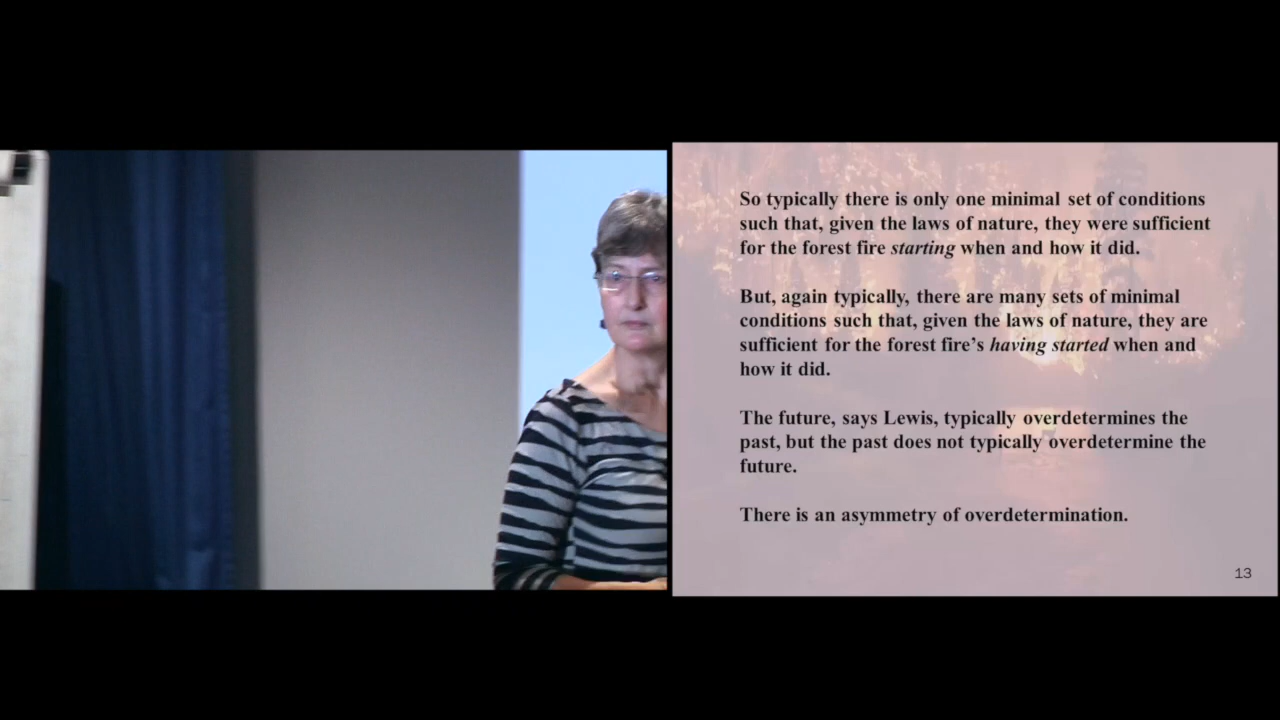 So typically there is only one minimal set of conditions
such that, given the laws of nature, they were sufficient
for the forest fire starting when and how it did.
But, again typically, there are many sets of minimal
conditions such that, given the laws of nature, they are
sufficient for the forest fire’s having started when and
how it did.
The future, says Lewis, typically overdetermines the
past, but the past does not typically overdetermine the
future.
There is an asymmetry of overdetermination.
13